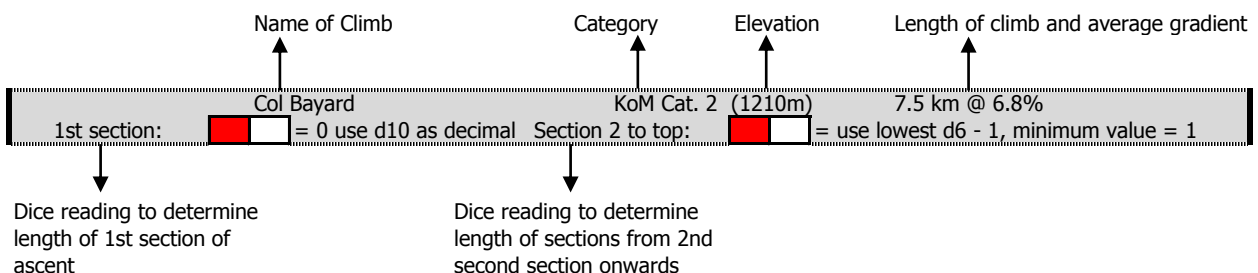 Name of Climb Category Elevation Length of climb and average gradient
Col Bayard KoM Cat. 2 (1210m) 7.5 km @ 6.8%
1st section: = 0 use d10 as decimal Section 2 to top: = use lowest d6 - 1, minimum value = 1
Dice reading to determine
length of 1st section of
ascent
Dice reading to determine
length of sections from 2nd
second section onwards